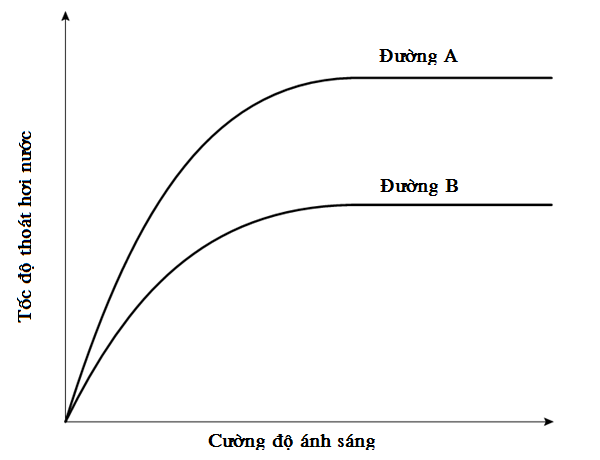 Đường A
Đường B
Tốc độ thoát hơi nước
Cường độ ánh sáng